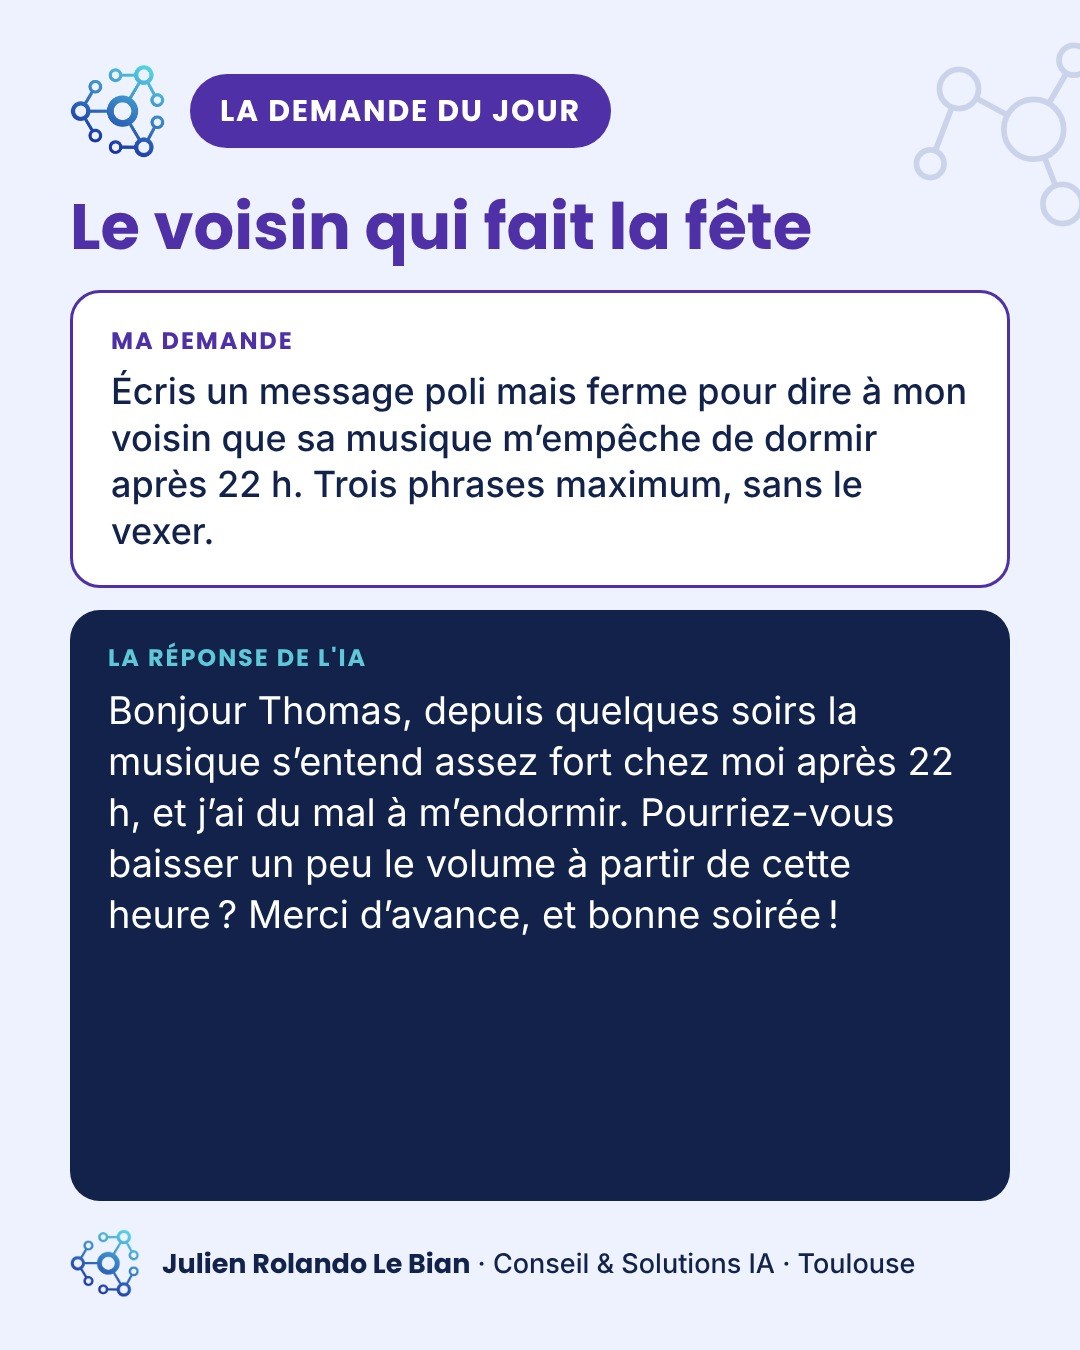 LA DEMANDE DU JOUR
Le voisin qui fait la fête
MA DEMANDE
Écris un message poli mais ferme pour dire à mon
voisin que sa musique m’empêche de dormir
après 22 h. Trois phrases maximum, sans le
vexer.
LA RÉPONSE DE L'IA
Bonjour Thomas, depuis quelques soirs la
musique s’entend assez fort chez moi après 22
h, et j’ai du mal à m’endormir. Pourriez-vous
baisser un peu le volume à partir de cette
heure ? Merci d’avance, et bonne soirée !
Julien Rolando Le Bian · Conseil & Solutions IA · Toulouse